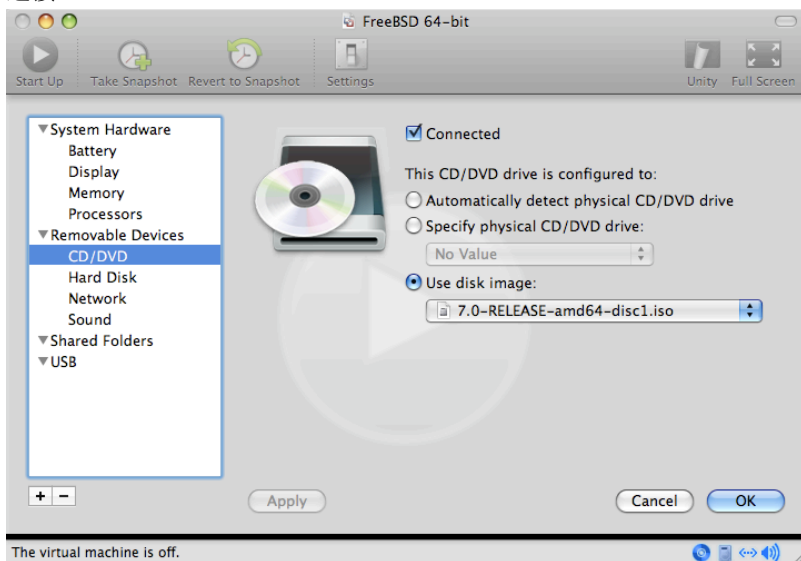 FreeBSD 64-bit
Start Up
Take Snapshot
Revert to Snapshot
Settings
Unity
Full Screen
System Hardware
Battery
Display
Memory
Processors
Removable Devices
CD/DVD
Hard Disk
Network
Sound
Shared Folders
USB
Connected
This CD/DVD drive is configured to:
Automatically detect physical CD/DVD drive
Specify physical CD/DVD drive:
No Value
Use disk image:
7.0-RELEASE-amd64-disc1.iso
Apply
Cancel
OK
The virtual machine is off.